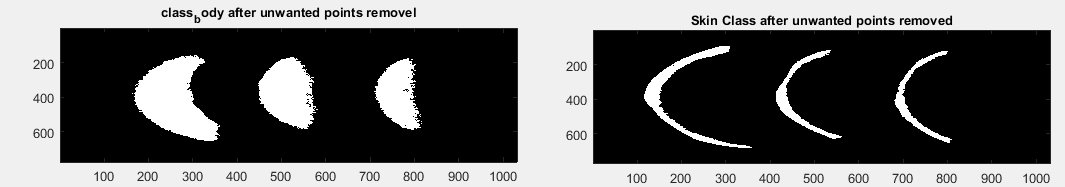 class_body after unwanted points removel
200
400
600
100 200 300 400 500 600 700 800 900 1000
Skin Class after unwanted points removed
200
400
600
100 200 300 400 500 600 700 800 900 1000